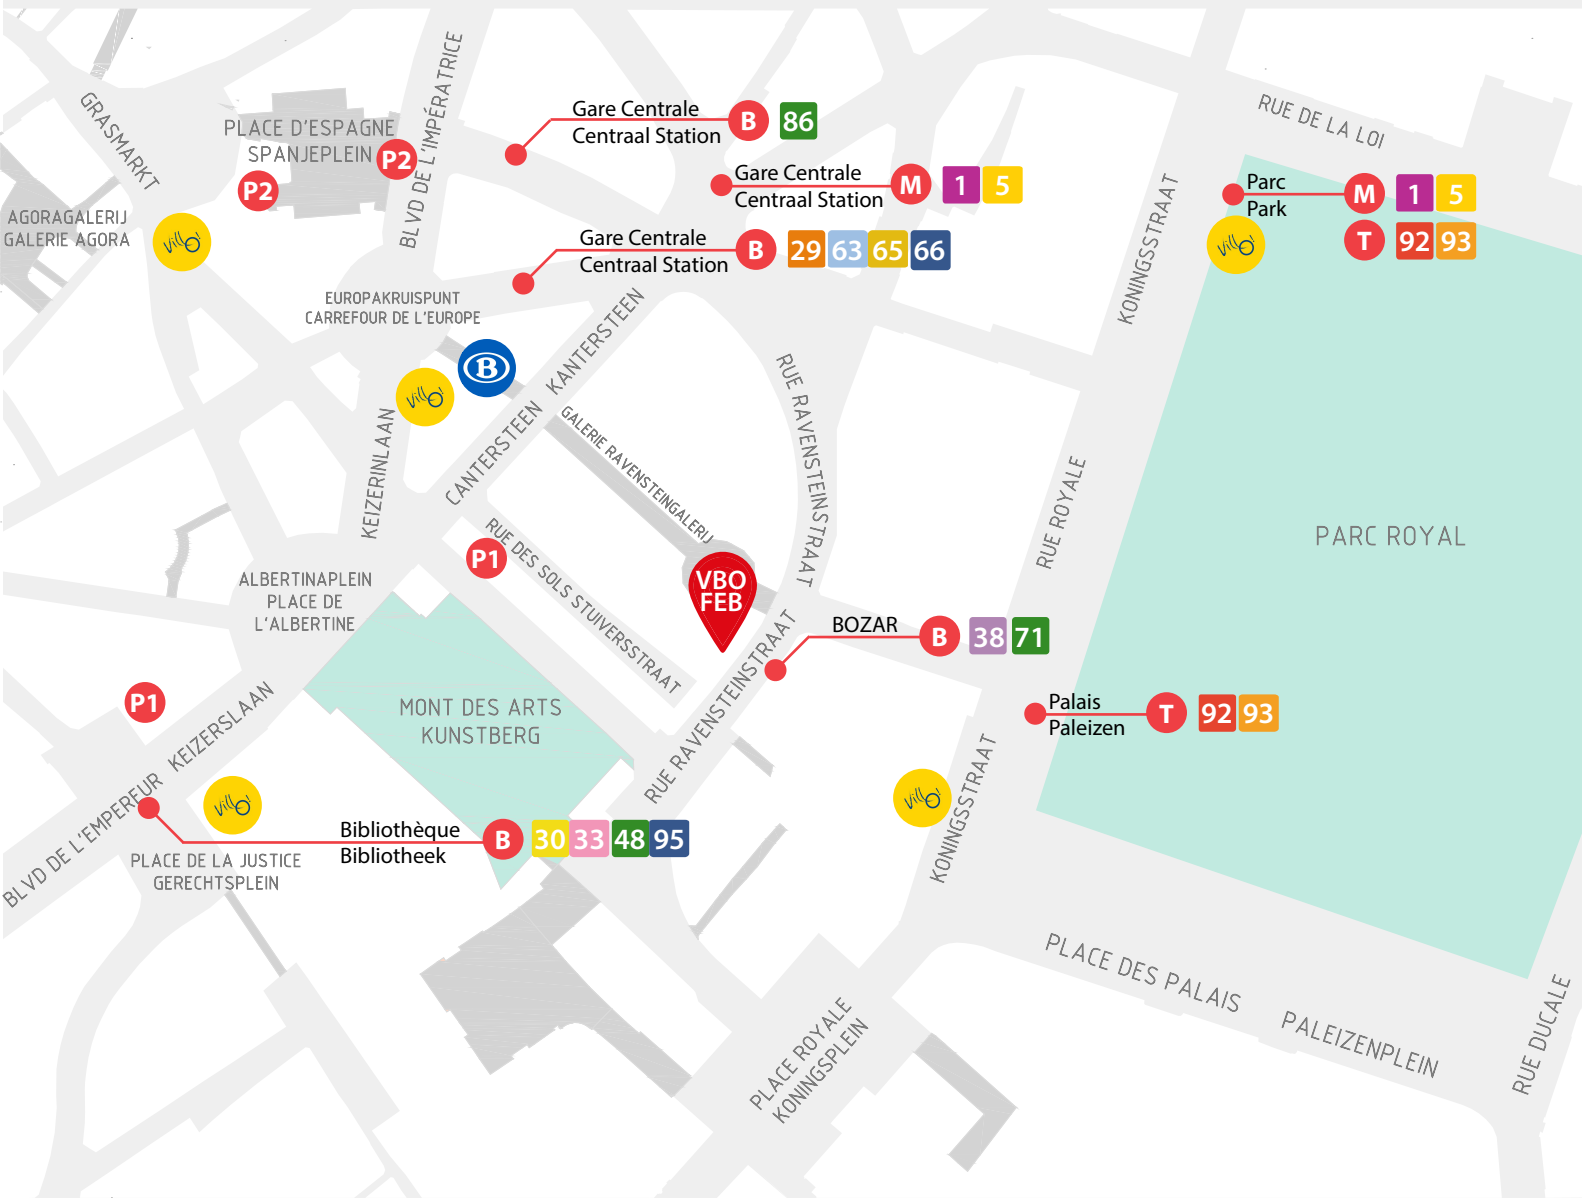 GRASMARKT
PLACE D'ESPAGNE
SPANJEPLEIN
P2
P2
BLVD DE L'IMPÉRATRICE
Gare Centrale
Centraal Station
B
86
Gare Centrale
Centraal Station
M
1
5
RUE DE LA LOI
KONINGSSTRAAT
Parc
Park
M
1
5
T
92
93
Villo!
AGORAGALERIJ
GALERIE AGORA
Villo!
Gare Centrale
Centraal Station
B
29
63
65
66
EUROPAKRUISPUNT
CARREFOUR DE L'EUROPE
B
Villo!
KEIZERINLAAN
CANTERSTEEN KANTERSTEEN
GALERIE RAVENSTEINGALERIJ
RUE RAVENSTEINSTRAAT
RUE ROYALE
PARC ROYAL
P1
RUE DES SOLS STUIVERSSTRAAT
VBO
FEB
ALBERTINAPLEIN
PLACE DE
L'ALBERTINE
BOZAR
B
38
71
RUE RAVENSTEINSTRAAT
P1
MONT DES ARTS
KUNSTBERG
Palais
Paleizen
T
92
93
BLVD DE L'EMPEREUR KEIZERSLAAN
Villo!
Villo!
KONINGSSTRAAT
Bibliothèque
Bibliotheek
B
30
33
48
95
PLACE DE LA JUSTICE
GERECHTSPLEIN
PLACE DES PALAIS
PALEIZENPLEIN
PLACE ROYALE
KONINGSPLEIN
RUE DUCALE